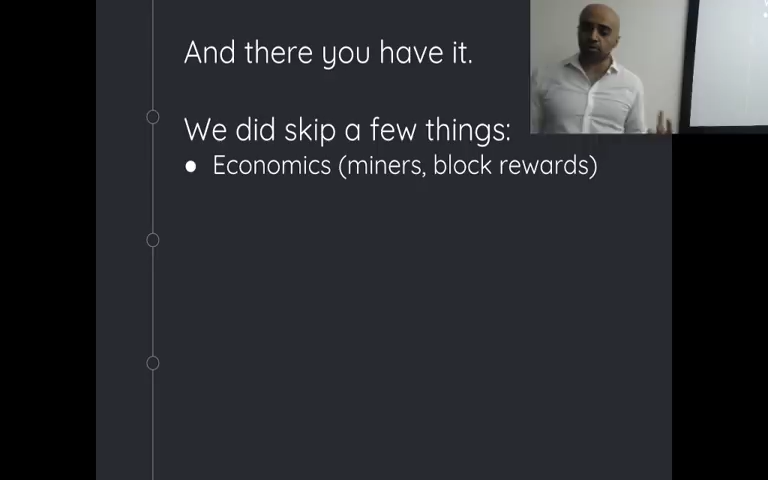 And there you have it.
We did skip a few things:
● Economics (miners, block rewards)